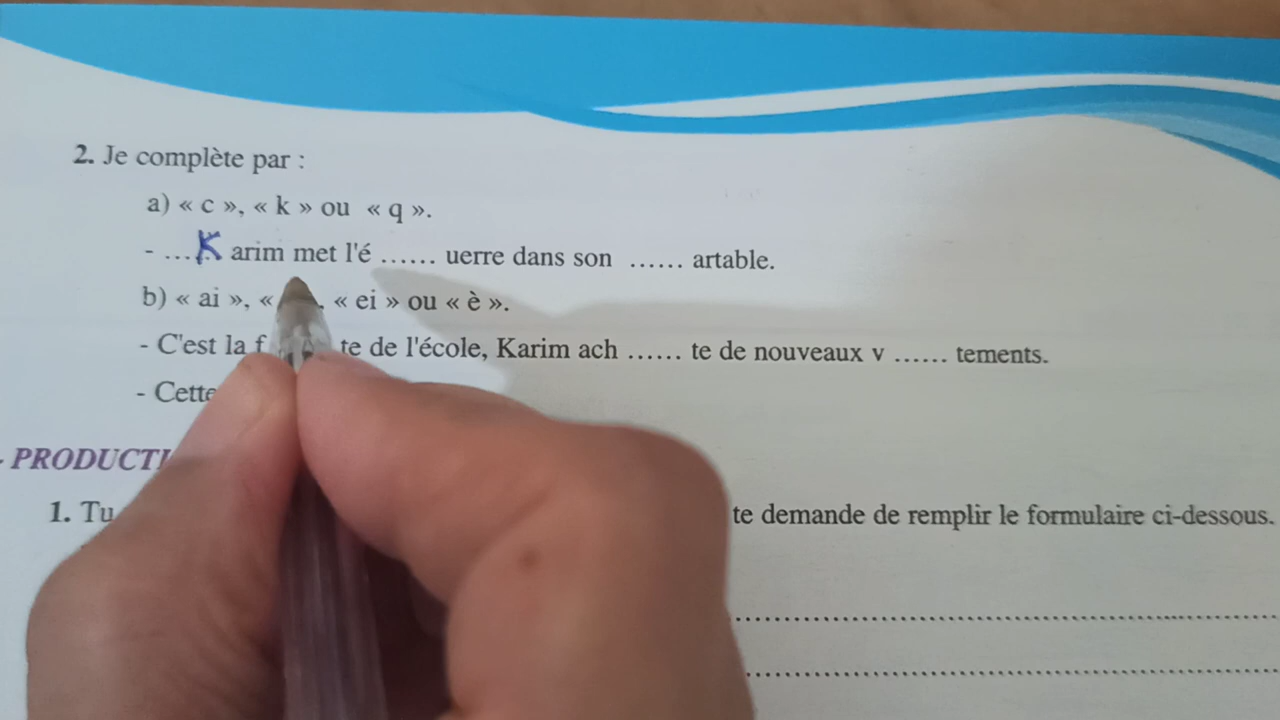 2. Je complète par :
a) « c », « k » ou « q ».
- ...K arim met l'é ...... uerre dans son ...... artable.
b) « ai », « « ei » ou « è ».
- C'est la f te de l'école, Karim ach ...... te de nouveaux v ...... tements.
- Cette
1. Tu te demande de remplir le formulaire ci-dessous.